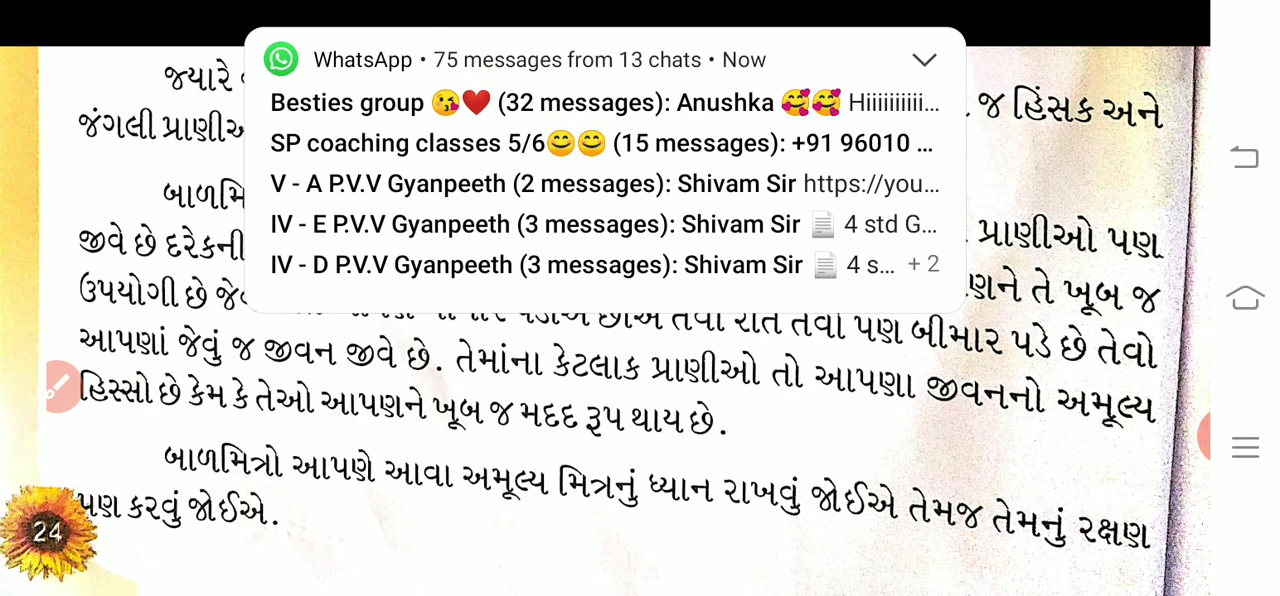 WhatsApp • 75 messages from 13 chats • Now
Besties group 😘❤️ (32 messages): Anushka 🥰🥰 Hiiiiiiiiii...
SP coaching classes 5/6😊😊 (15 messages): +91 96010 ...
V - A P.V.V Gyanpeeth (2 messages): Shivam Sir https://you...
IV - E P.V.V Gyanpeeth (3 messages): Shivam Sir 📄 4 std G...
IV - D P.V.V Gyanpeeth (3 messages): Shivam Sir 📄 4 s... + 2
જ્યારે
જ હિંસક અને
જંગલી
બાળમિ
પ્રાણીઓ પણ
જીવે છે દરેકની
ઉપયોગી છે
તે ખૂબ જ
તેવી રીતે તેવો પણ બીમાર પડે છે તેવો
આપણાં જેવું જ જીવન જીવે છે. તેમાંના કેટલાક પ્રાણીઓ તો આપણા જીવનનો અમૂલ્ય
હિસ્સો છે કેમ કે તેઓ આપણને ખૂબ જ મદદ રૂપ થાય છે.
બાળમિત્રો આપણે આવા અમૂલ્ય મિત્રનું ધ્યાન રાખવું જોઈએ તેમજ તેમનું રક્ષણ
પણ કરવું જોઈએ.
24